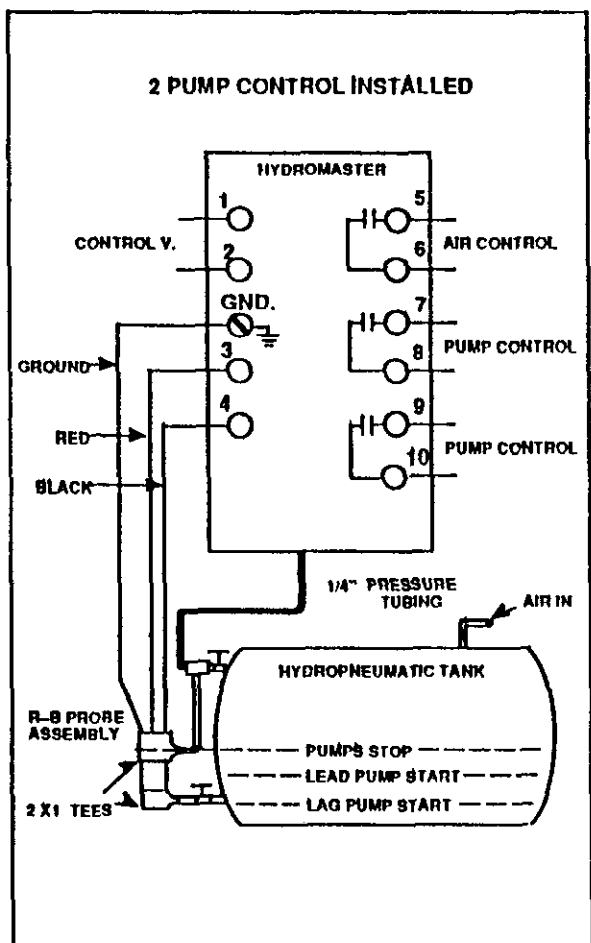 2 PUMP CONTROL INSTALLED
HYDROMASTER
1
2
GND.
3
4
5
6
7
8
9
10
CONTROL V.
AIR CONTROL
PUMP CONTROL
PUMP CONTROL
GROUND
RED
BLACK
1/4" PRESSURE
TUBING
AIR IN
HYDROPNEUMATIC TANK
R-B PROBE
ASSEMBLY
2 X1 TEES
PUMPS STOP
LEAD PUMP START
LAG PUMP START